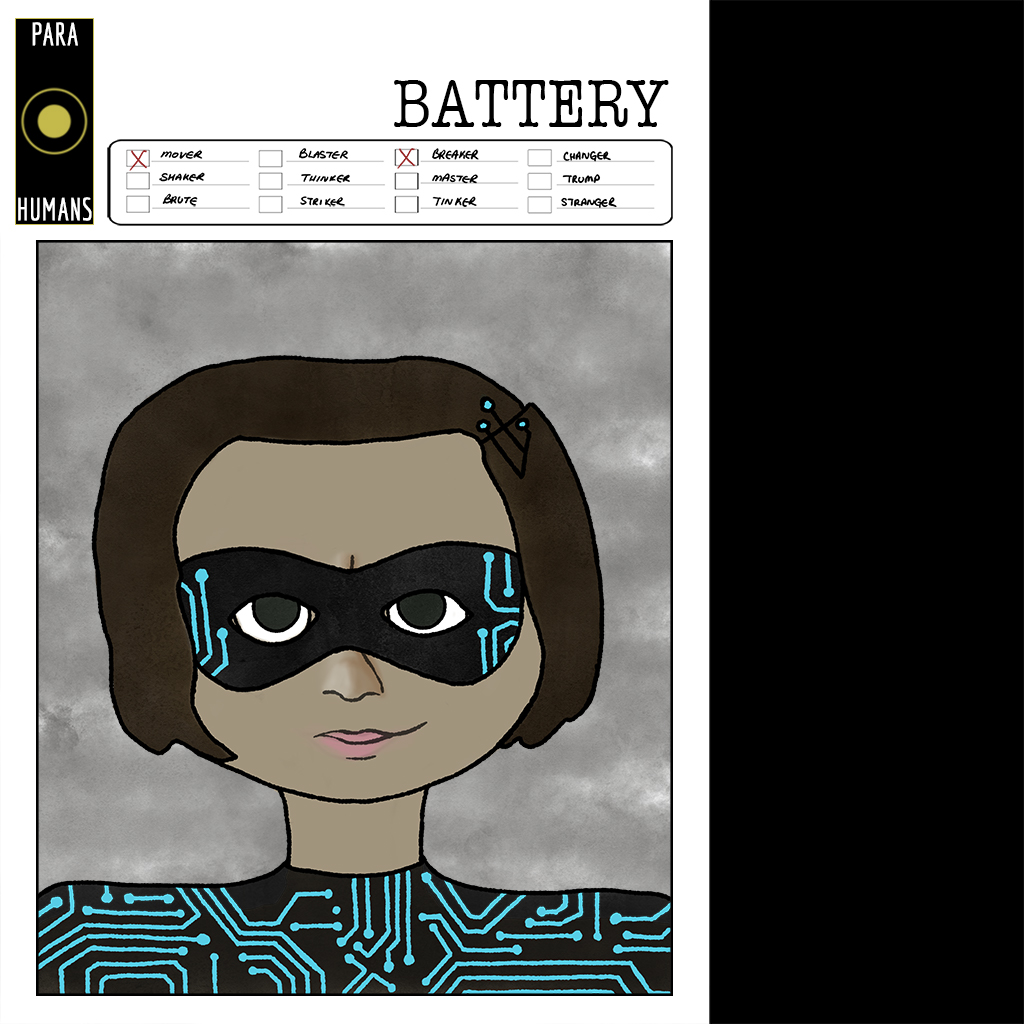 PARA
HUMANS
BATTERY
MOVER BLASTER BREAKER CHANGER
SHAKER THINKER MASTER TRUMP
BRUTE STRIKER TINKER STRANGER